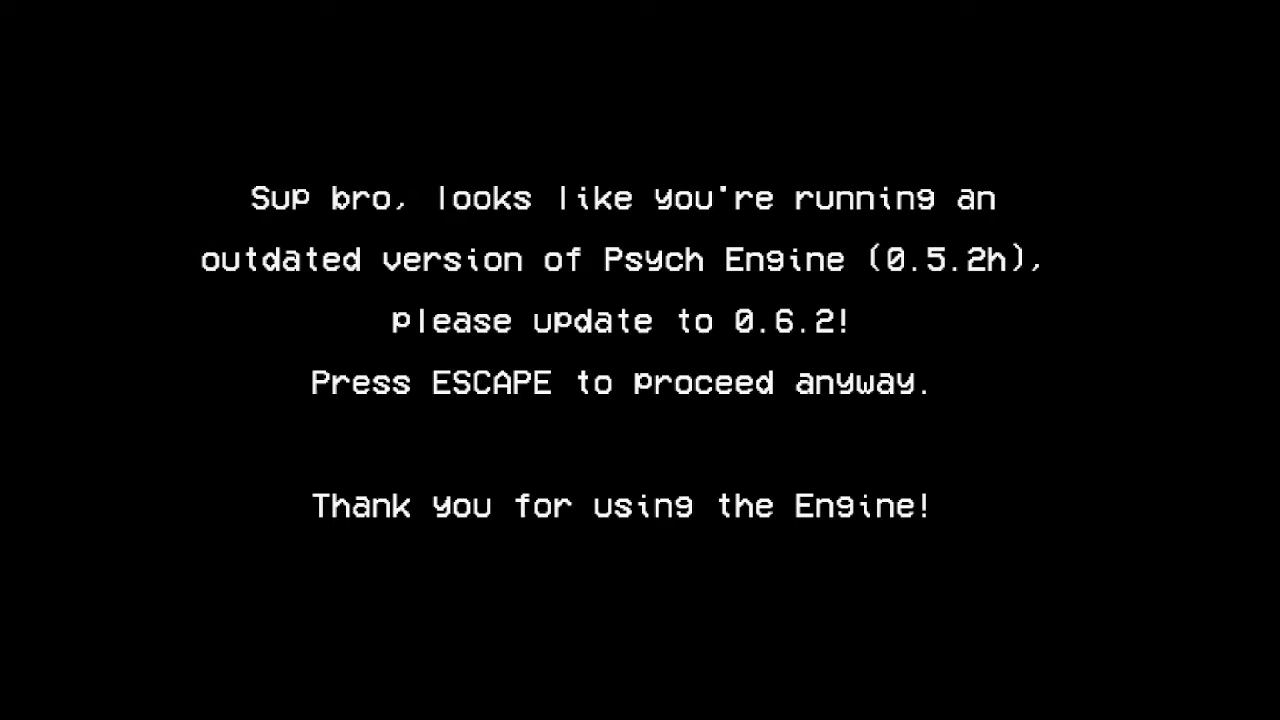 Sup bro, looks like you're running an
outdated version of Psych Engine (0.5.2h),
please update to 0.6.2!
Press ESCAPE to proceed anyway.
Thank you for using the Engine!